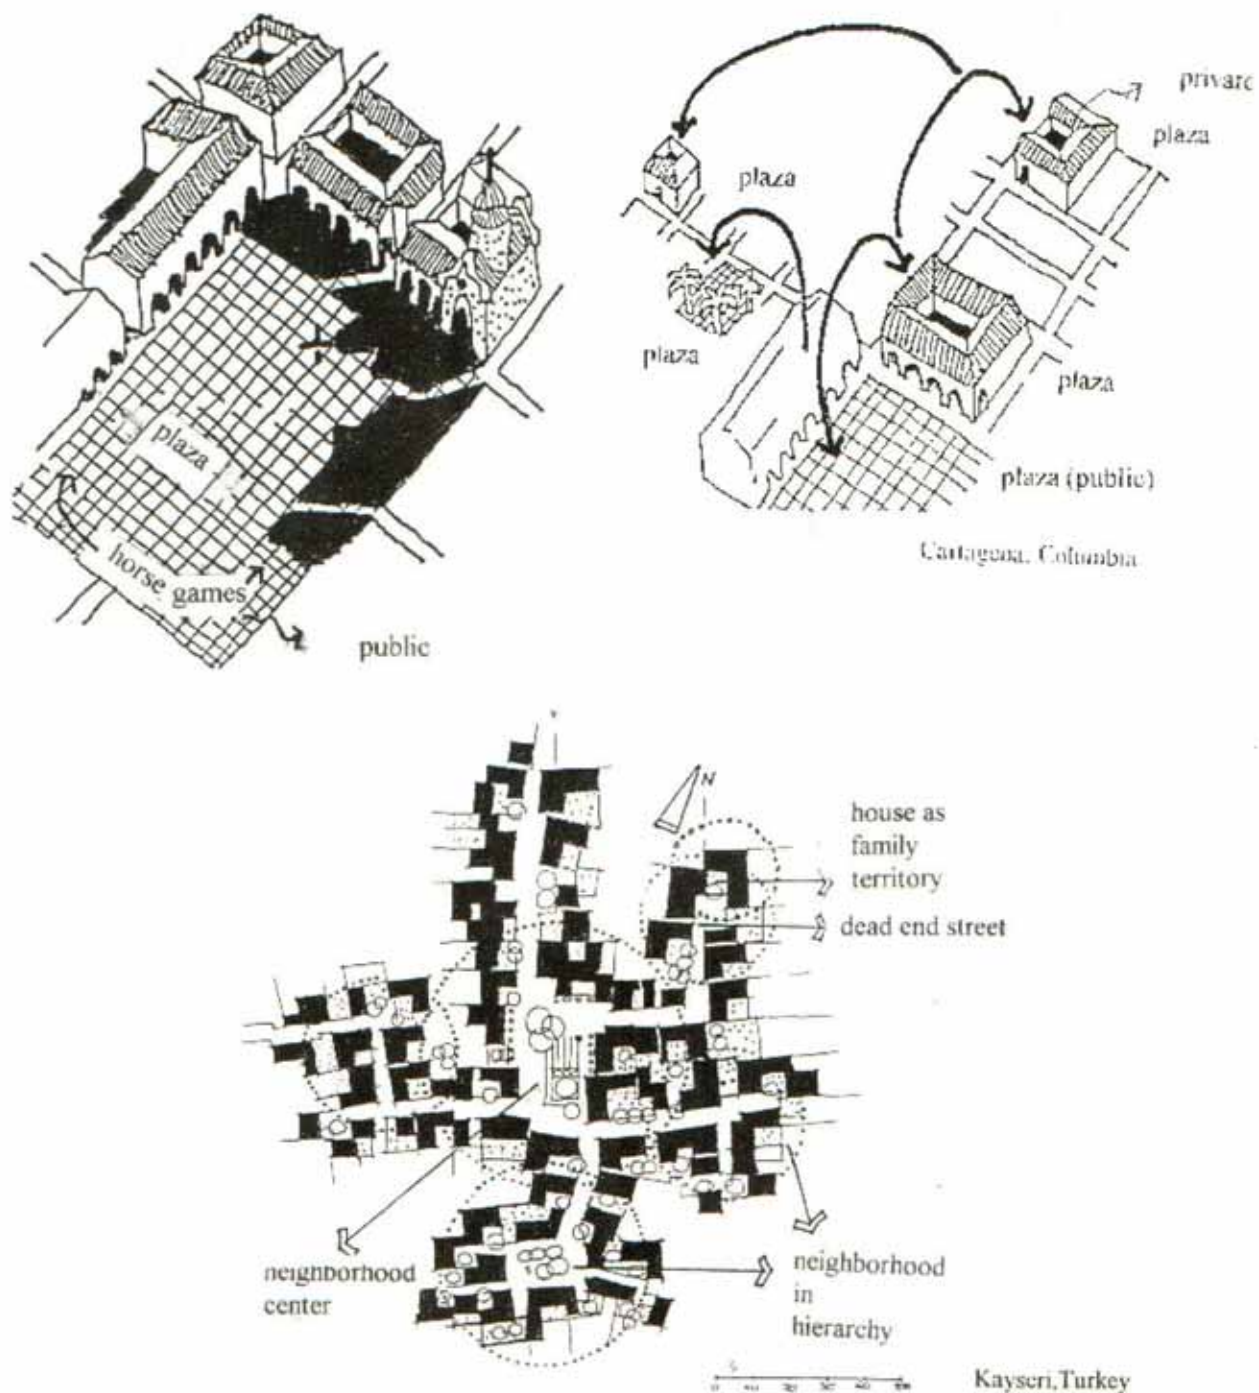 plaza
horse games
public
private
plaza
plaza
plaza
plaza
plaza (public)
Cartagena, Columbia
N
house as
family
territory
dead end street
neighborhood
center
neighborhood
in
hierarchy
Kayseri,Turkey